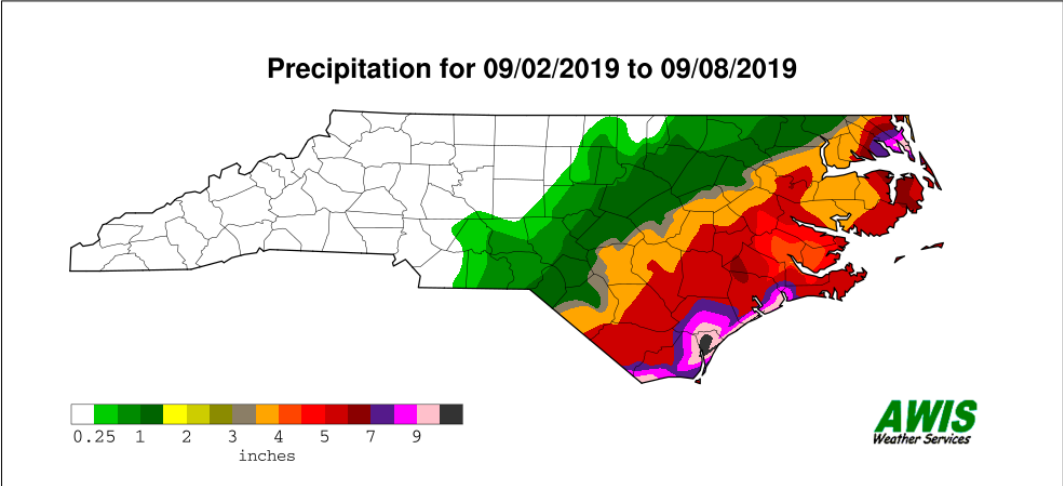 Precipitation for 09/02/2019 to 09/08/2019
0.25 1 2 3 4 5 7 9
inches
AWIS
Weather Services